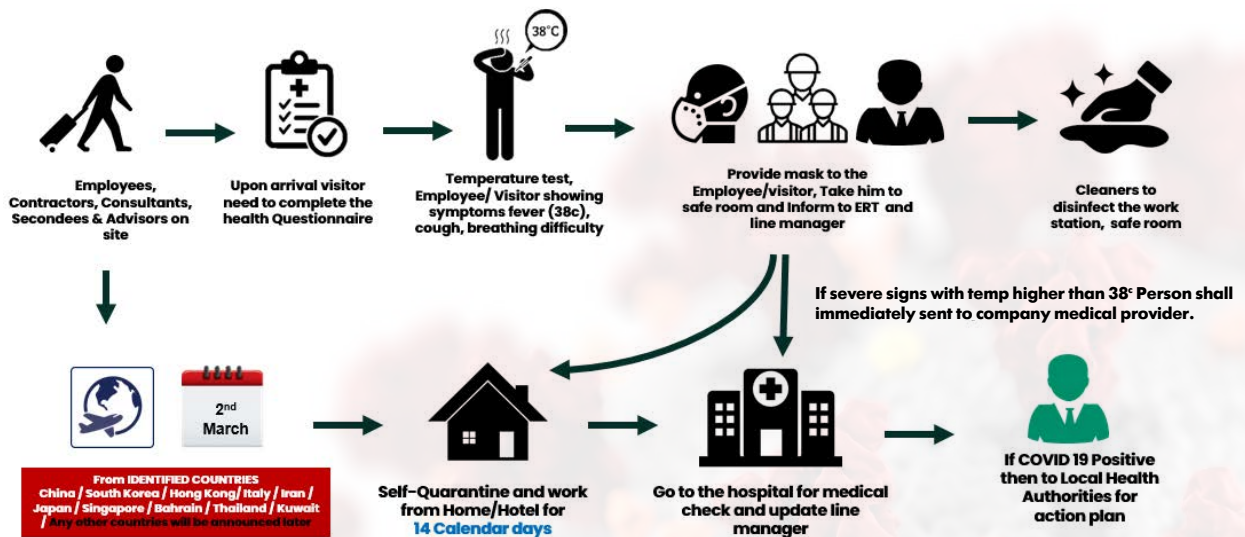 38°C
Employees,
Contractors, Consultants,
Secondees & Advisors on
site
Upon arrival visitor
need to complete the
health Questionnaire
Temperature test,
Employee/ Visitor showing
symptoms fever (38c),
cough, breathing difficulty
Provide mask to the
Employee/visitor, Take him to
safe room and Inform to ERT and
line manager
Cleaners to
disinfect the work
station, safe room
If severe signs with temp higher than 38ᶜ Person shall
immediately sent to company medical provider.
2nd
March
From IDENTIFIED COUNTRIES
China / South Korea / Hong Kong/ Italy / Iran /
Japan / Singapore / Bahrain / Thailand / Kuwait
/ Any other countries will be announced later
Self-Quarantine and work
from Home/Hotel for
14 Calendar days
Go to the hospital for medical
check and update line
manager
If COVID 19 Positive
then to Local Health
Authorities for
action plan